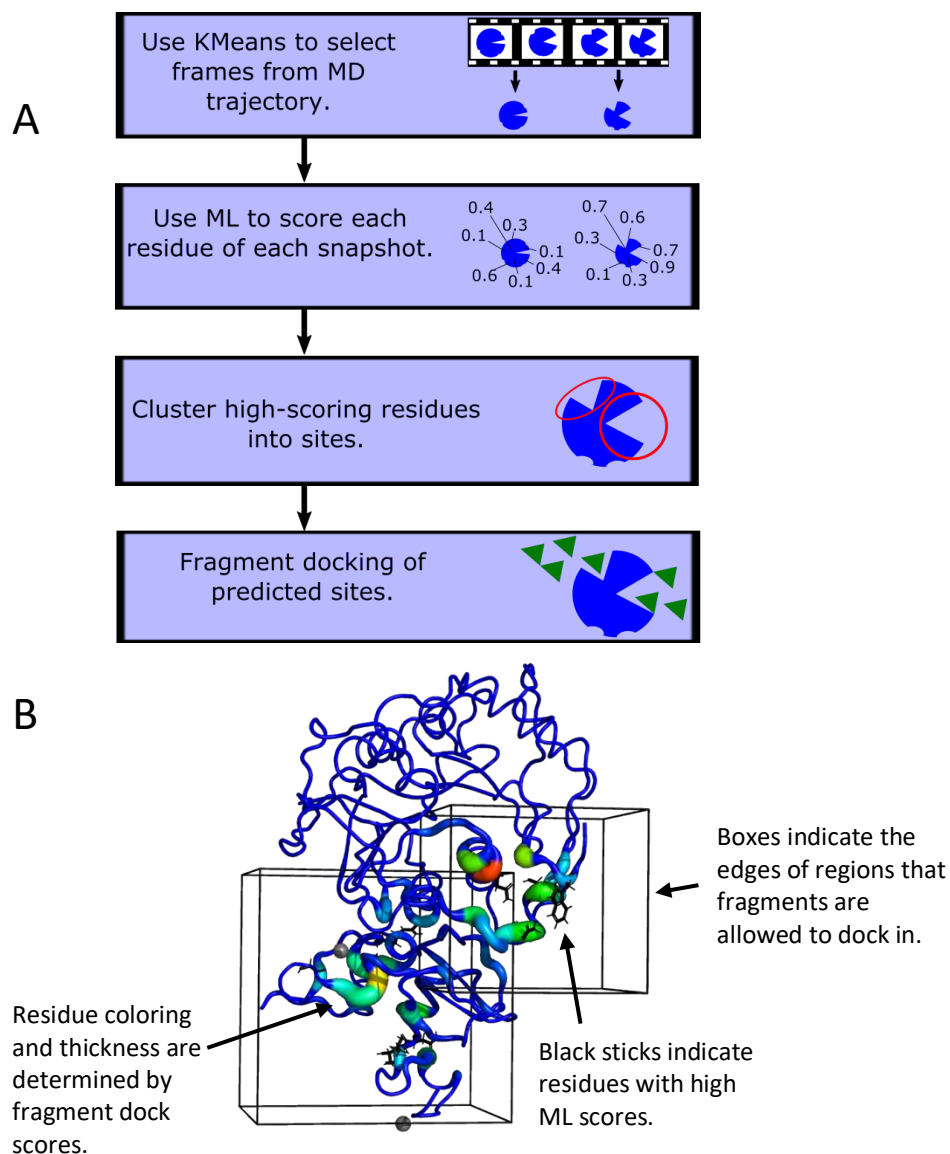 A
Use KMeans to select
frames from MD
trajectory.
Use ML to score each
residue of each snapshot.
0.4
0.3
0.1
0.1
0.4
0.6
0.1
0.7
0.6
0.3
0.7
0.9
0.1
0.3
Cluster high-scoring residues
into sites.
Fragment docking of
predicted sites.
B
Boxes indicate the
edges of regions that
fragments are
allowed to dock in.
Residue coloring
and thickness are
determined by
fragment dock
scores.
Black sticks indicate
residues with high
ML scores.